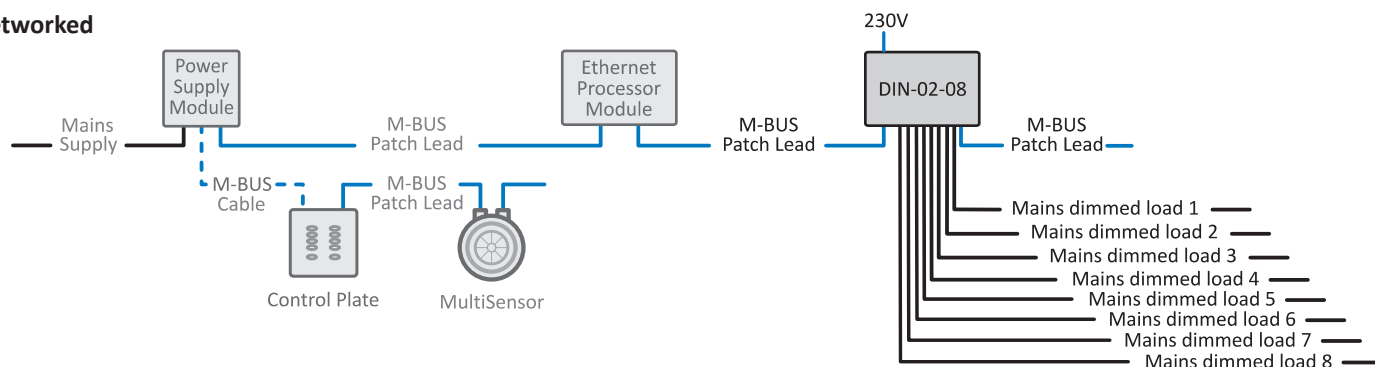 etworked
230V
Power
Supply
Module
Ethernet
Processor
Module
DIN-02-08
Mains
Supply
M-BUS
Patch Lead
M-BUS
Patch Lead
M-BUS
Patch Lead
M-BUS
Cable
M-BUS
Patch Lead
Control Plate
MultiSensor
Mains dimmed load 1
Mains dimmed load 2
Mains dimmed load 3
Mains dimmed load 4
Mains dimmed load 5
Mains dimmed load 6
Mains dimmed load 7
Mains dimmed load 8